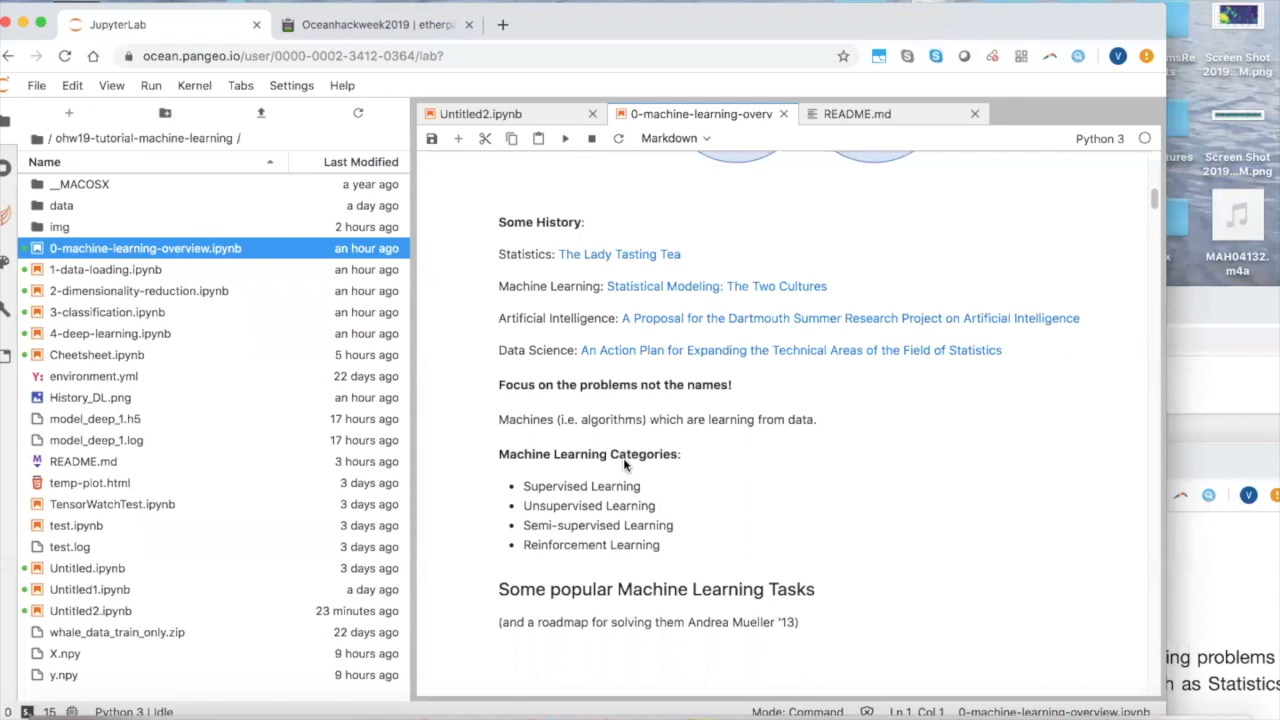 JupyterLab
Oceanhackweek2019 | etherpa
ocean.pangeo.io/user/0000-0002-3412-0364/lab?
V
File Edit View Run Kernel Tabs Settings Help
Untitled2.ipynb
0-machine-learning-overv
README.md
/ ohw19-tutorial-machine-learning /
Markdown
Python 3
Name Last Modified
__MACOSX a year ago
data a day ago
img 2 hours ago
0-machine-learning-overview.ipynb an hour ago
1-data-loading.ipynb an hour ago
2-dimensionality-reduction.ipynb an hour ago
3-classification.ipynb an hour ago
4-deep-learning.ipynb an hour ago
Cheetsheet.ipynb 5 hours ago
Y: environment.yml 22 days ago
History_DL.png an hour ago
model_deep_1.h5 17 hours ago
model_deep_1.log 17 hours ago
README.md 3 hours ago
temp-plot.html 3 days ago
TensorWatchTest.ipynb 3 days ago
test.ipynb 3 days ago
test.log 3 days ago
Untitled.ipynb 3 days ago
Untitled1.ipynb a day ago
Untitled2.ipynb 23 minutes ago
whale_data_train_only.zip 22 days ago
X.npy 9 hours ago
y.npy 9 hours ago
Some History:
Statistics: The Lady Tasting Tea
Machine Learning: Statistical Modeling: The Two Cultures
Artificial Intelligence: A Proposal for the Dartmouth Summer Research Project on Artificial Intelligence
Data Science: An Action Plan for Expanding the Technical Areas of the Field of Statistics
Focus on the problems not the names!
Machines (i.e. algorithms) which are learning from data.
Machine Learning Categories:
• Supervised Learning
• Unsupervised Learning
• Semi-supervised Learning
• Reinforcement Learning
Some popular Machine Learning Tasks
(and a roadmap for solving them Andrea Mueller '13)
0 15 Python 3 | Idle
Mode: Command Ln 1, Col 1 0-machine-learning-overview.ipynb
Screen Shot
2019...M.png
Screen Shot
2019...M.png
MAH04132.
m4a
V
ing problems
as Statistics